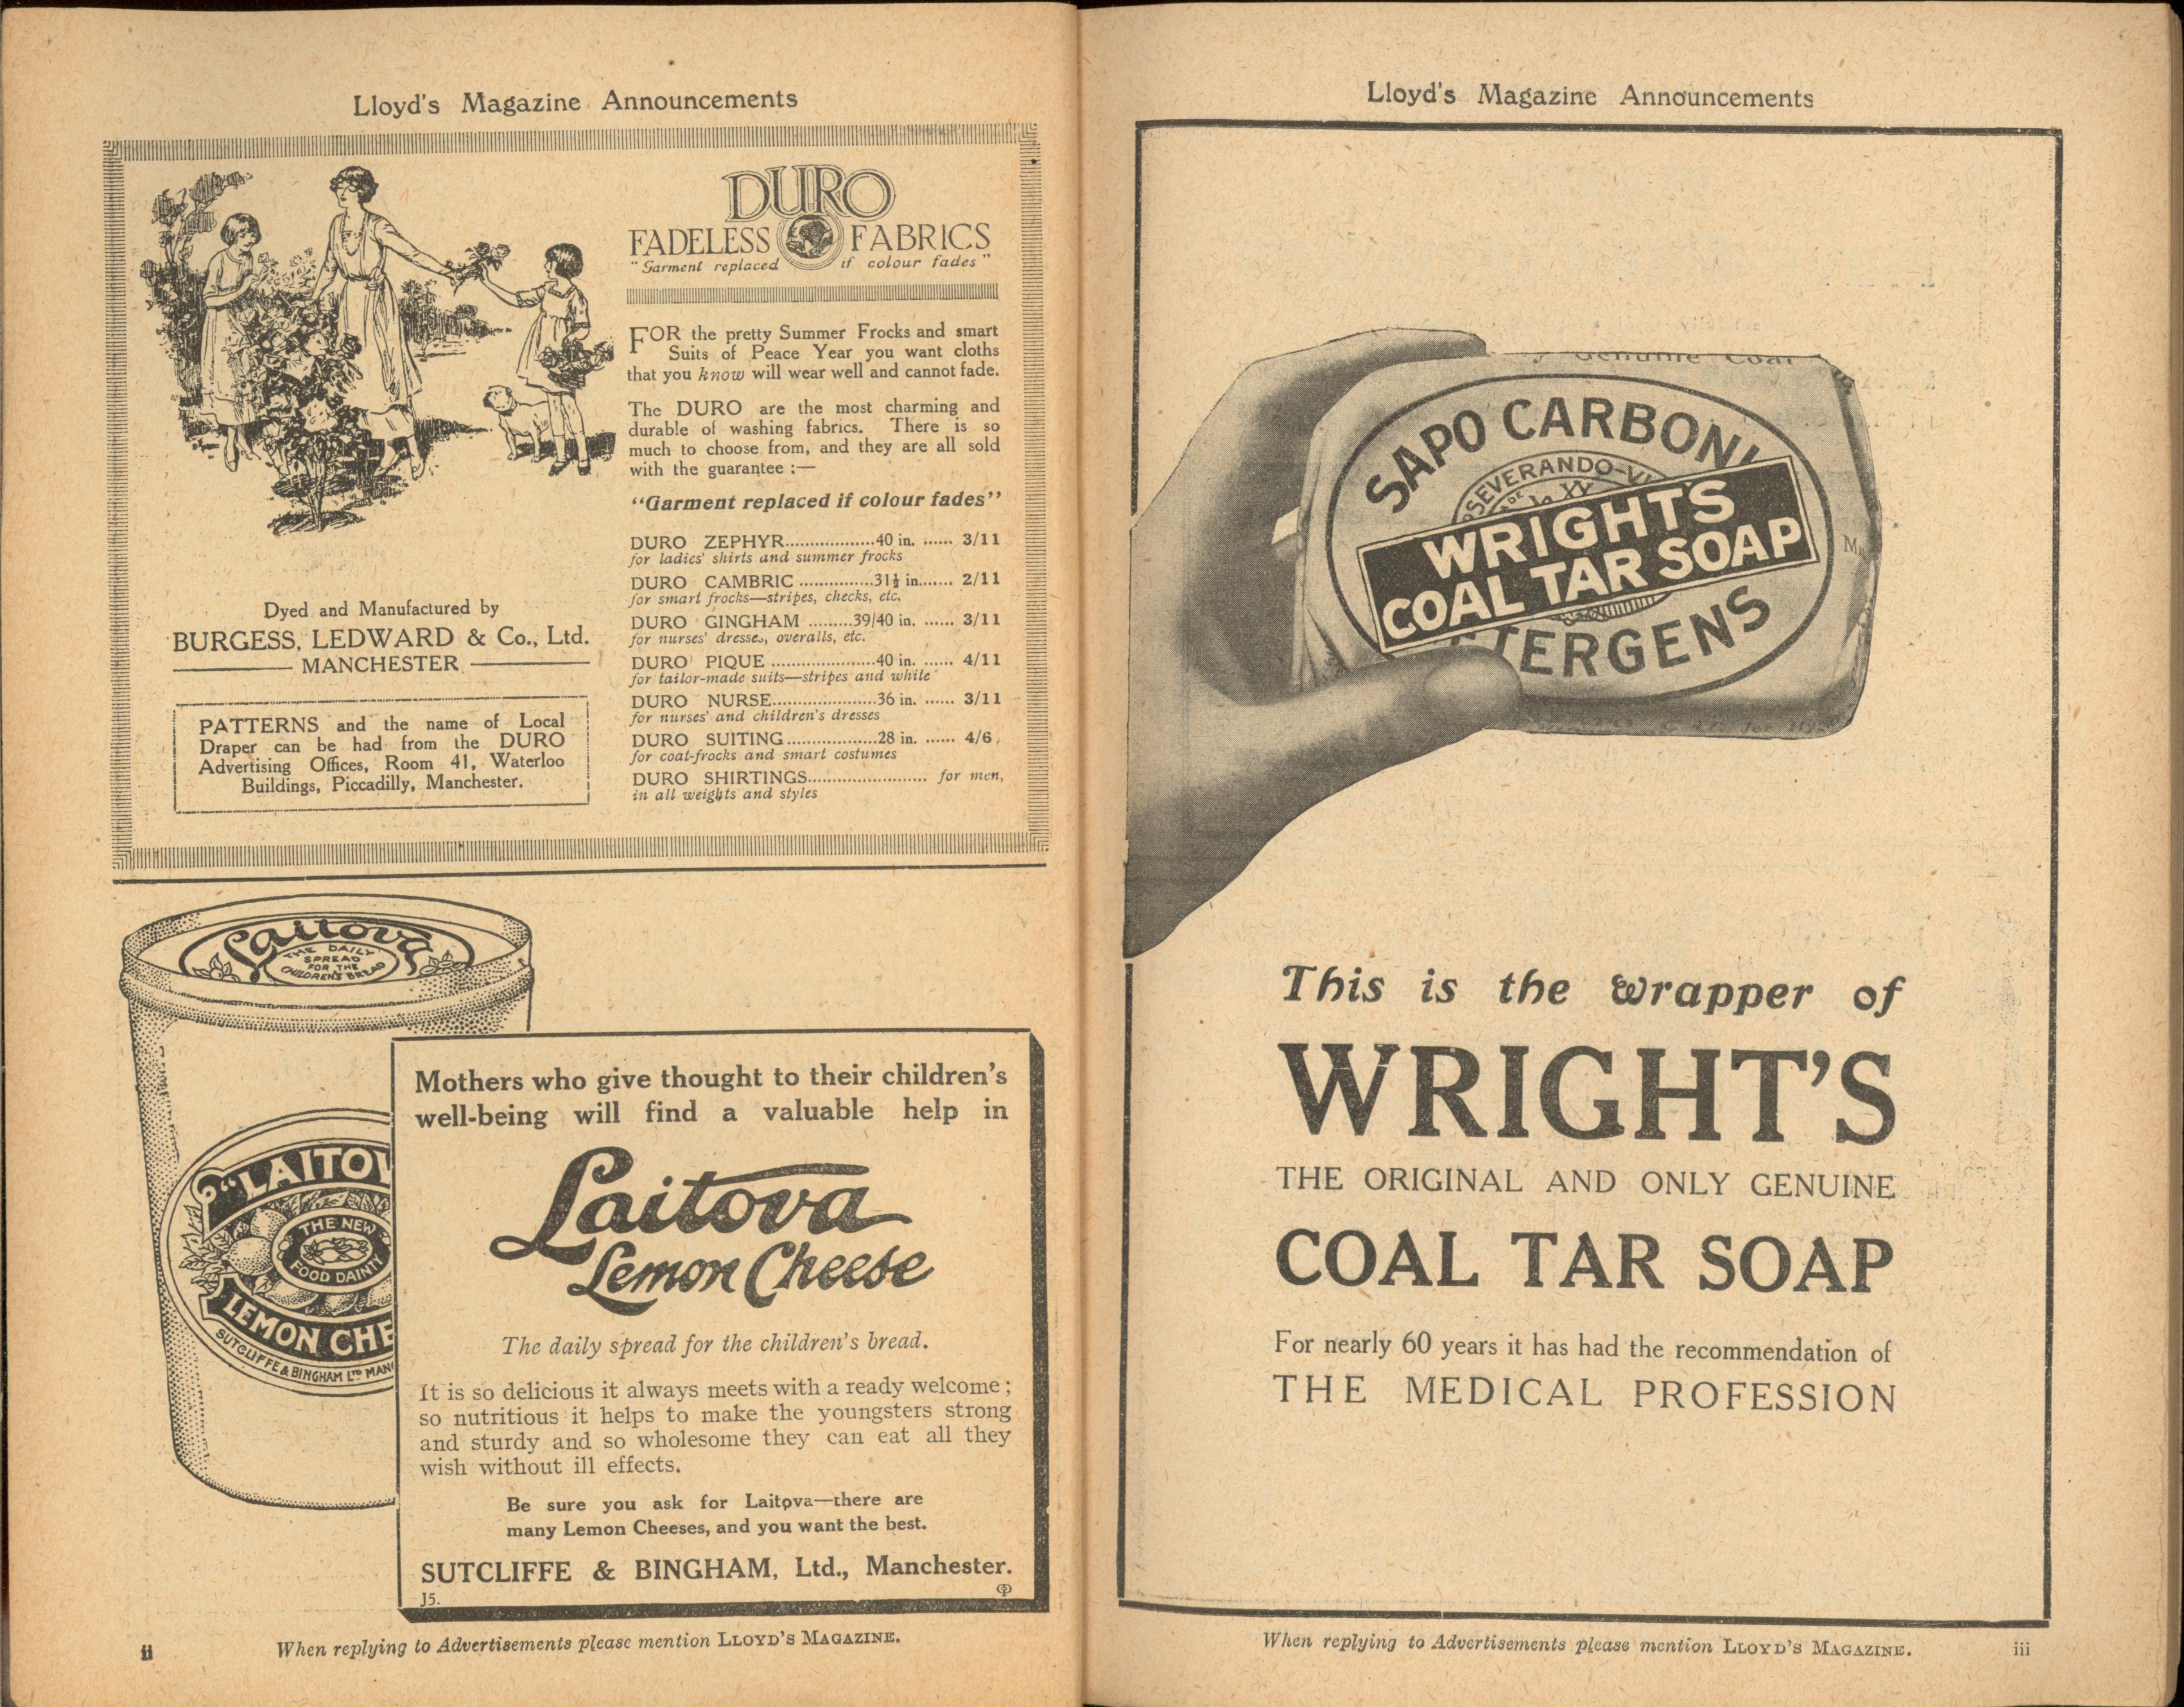 Lloyd's Magazine Announcements
DURO
FADELESS FABRICS
"Garment replaced if colour fades"
FOR the pretty Summer Frocks and smart
Suits of Peace Year you want cloths
that you know will wear well and cannot fade.
The DURO are the most charming and
durable of washing fabrics. There is so
much to choose from, and they are all sold
with the guarantee :—
"Garment replaced if colour fades"
DURO ZEPHYR..................40 in. ...... 3/11
for ladies' shirts and summer frocks
DURO CAMBRIC ...............31½ in....... 2/11
for smart frocks—stripes, checks, etc.
DURO GINGHAM .........39/40 in. ...... 3/11
for nurses' dresses, overalls, etc.
DURO PIQUE .....................40 in. ...... 4/11
for tailor-made suits—stripes and white
DURO NURSE.....................36 in. ...... 3/11
for nurses' and children's dresses
DURO SUITING..................28 in. ...... 4/6
for coat-frocks and smart costumes
DURO SHIRTINGS........................ for men,
in all weights and styles
Dyed and Manufactured by
BURGESS, LEDWARD & Co., Ltd.
MANCHESTER
PATTERNS and the name of Local
Draper can be had from the DURO
Advertising Offices, Room 41, Waterloo
Buildings, Piccadilly, Manchester.
Laitova
THE DAILY
SPREAD
FOR THE
CHILDREN'S BREAD
"LAITOV
THE NEW
FOOD DAINTY
LEMON CHE
SUTCLIFFE & BINGHAM LTD MAN
Mothers who give thought to their children's
well-being will find a valuable help in
Laitova
Lemon Cheese
The daily spread for the children's bread.
It is so delicious it always meets with a ready welcome ;
so nutritious it helps to make the youngsters strong
and sturdy and so wholesome they can eat all they
wish without ill effects.
Be sure you ask for Laitova—there are
many Lemon Cheeses, and you want the best.
SUTCLIFFE & BINGHAM, Ltd., Manchester.
J5.
ii When replying to Advertisements please mention LLOYD'S MAGAZINE.
Lloyd's Magazine Announcements
Genuine Coal
SAPO CARBONI
SEVERANDO
WRIGHT'S
COAL TAR SOAP
TERGENS
This is the wrapper of
WRIGHT'S
THE ORIGINAL AND ONLY GENUINE
COAL TAR SOAP
For nearly 60 years it has had the recommendation of
THE MEDICAL PROFESSION
When replying to Advertisements please mention LLOYD'S MAGAZINE. iii